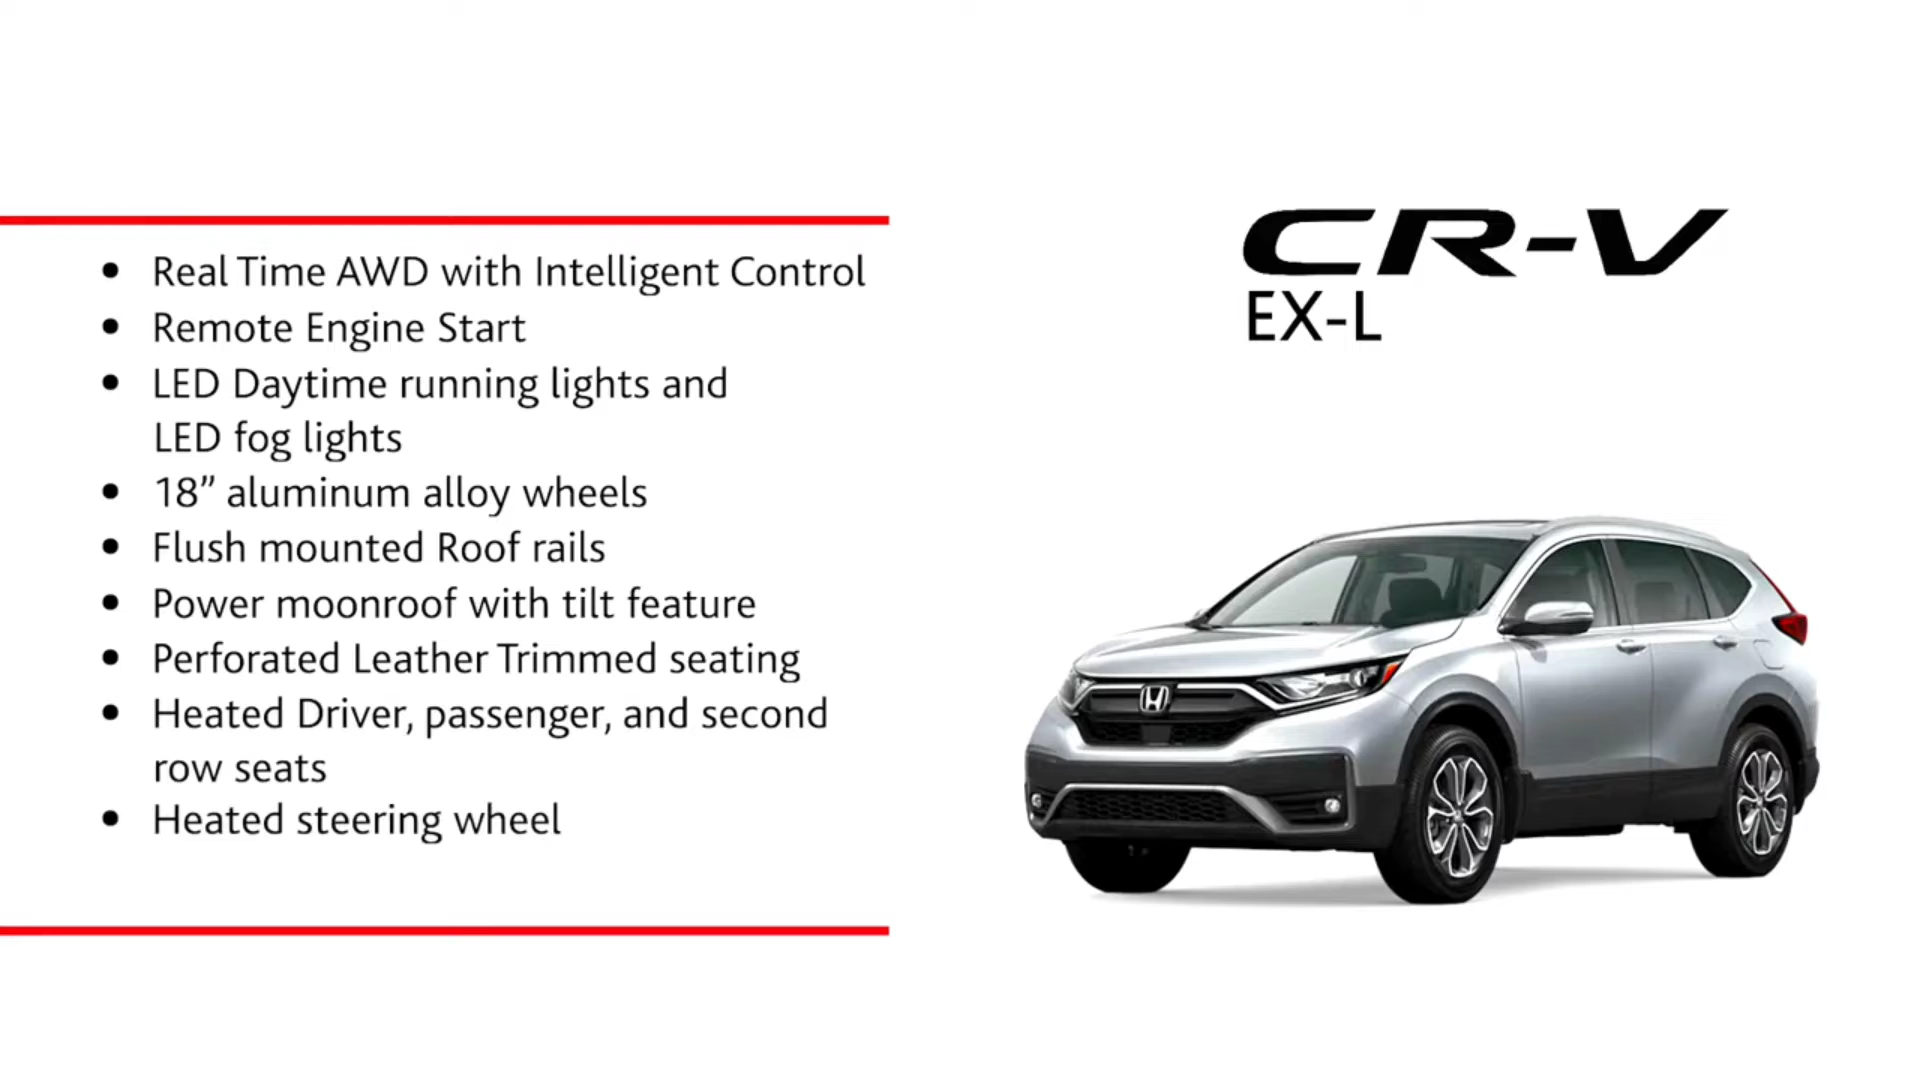 Real Time AWD with Intelligent Control
Remote Engine Start
LED Daytime running lights and
LED fog lights
18” aluminum alloy wheels
Flush mounted Roof rails
Power moonroof with tilt feature
Perforated Leather Trimmed seating
Heated Driver, passenger, and second
row seats
Heated steering wheel
CR-V
EX-L